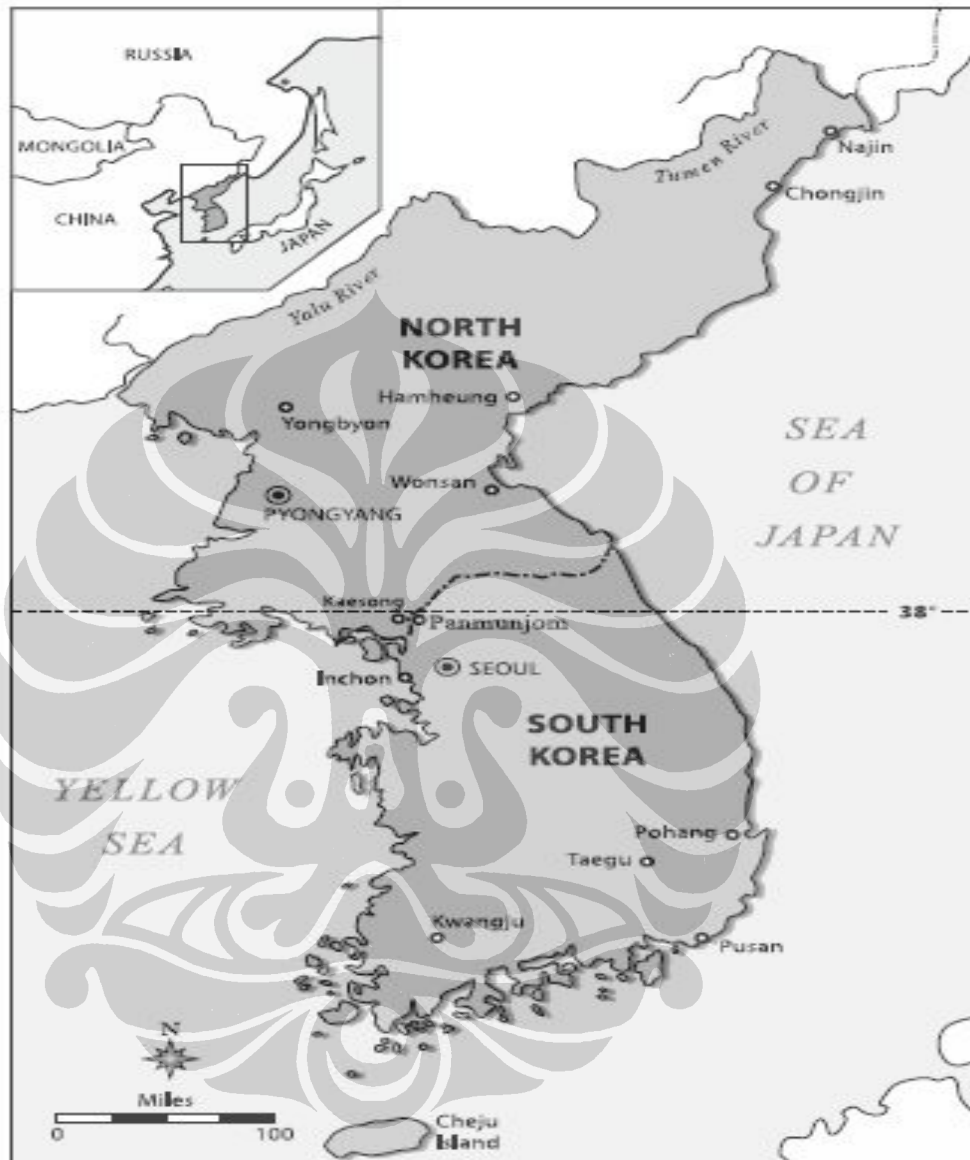 RUSSIA
MONGOLIA
CHINA
JAPAN
Tumen River
Najin
Chongjin
Yalu River
NORTH
KOREA
Hamheung
Yongbyon
SEA
OF
JAPAN
Wonsan
PYONGYANG
Kaesong
Panmunjom
38°
SEOUL
Inchon
SOUTH
KOREA
YELLOW
SEA
Pohang
Taegu
Kwangju
Pusan
N
Miles
0 100
Cheju
Island